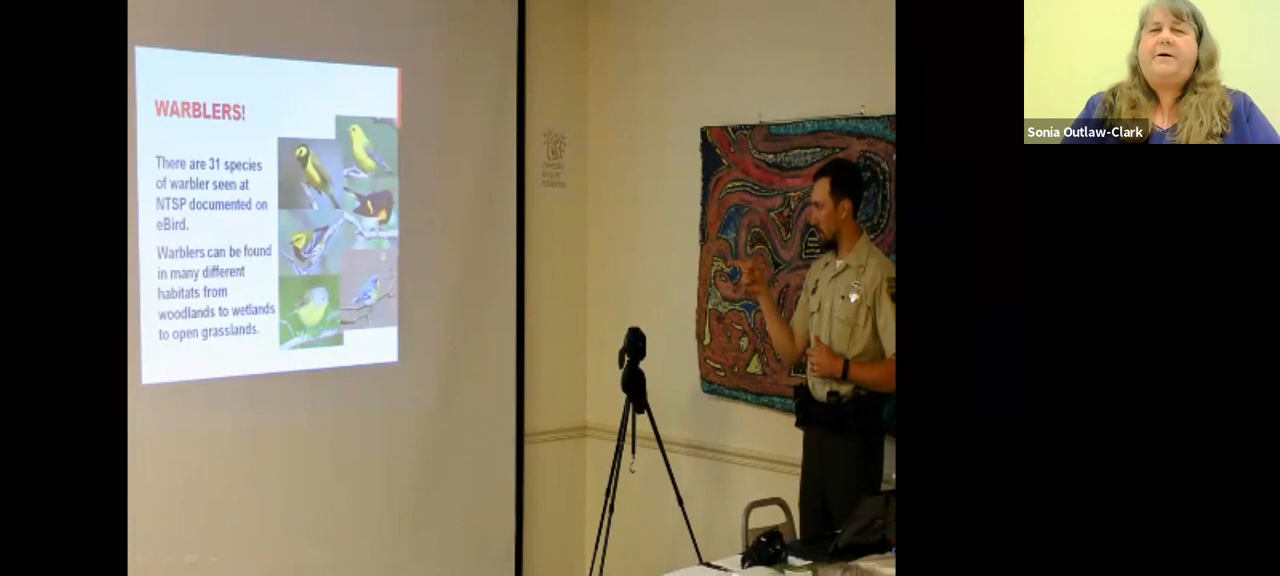 WARBLERS!
There are 31 species
of warbler seen at
NTSP documented on
eBird.
Warblers can be found
in many different
habitats from
woodlands to wetlands
to open grasslands.
Sonia Outlaw-Clark